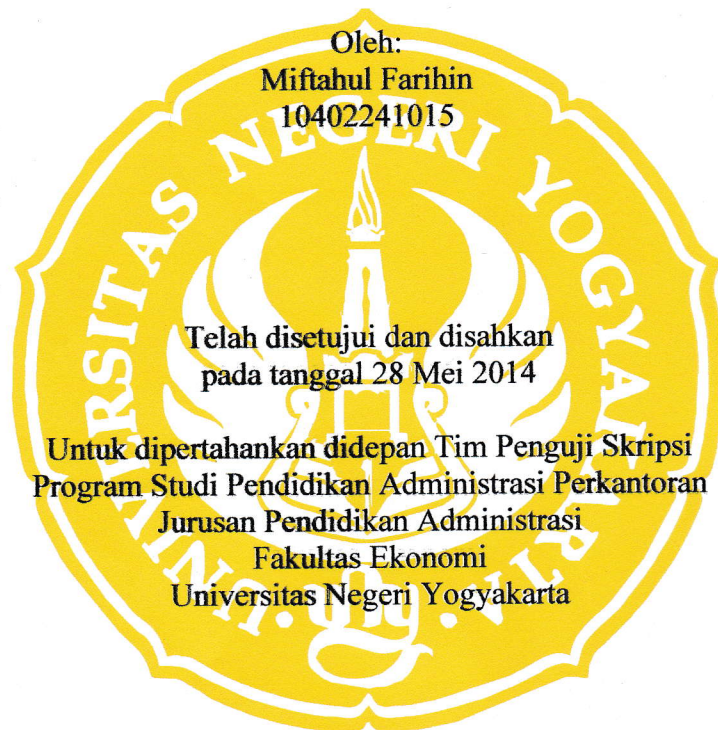 Oleh:
Miftahul Farihin
10402241015
UNIVERSITAS NEGERI YOGYAKARTA
Telah disetujui dan disahkan
pada tanggal 28 Mei 2014
Untuk dipertahankan didepan Tim Penguji Skripsi
Program Studi Pendidikan Administrasi Perkantoran
Jurusan Pendidikan Administrasi
Fakultas Ekonomi
Universitas Negeri Yogyakarta